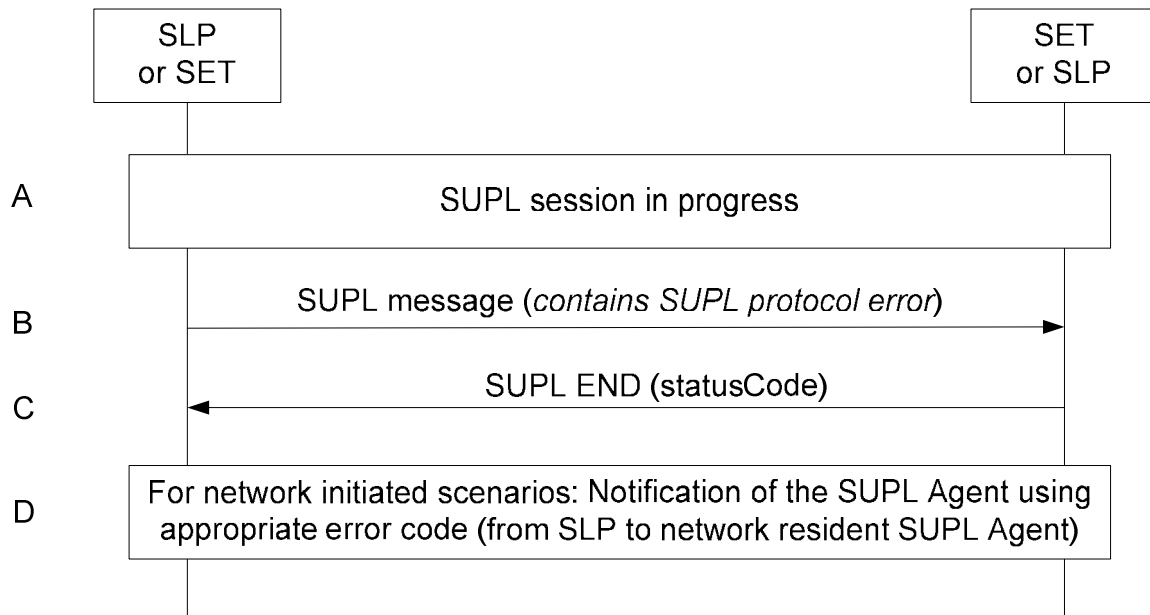 SLP
or SET
SET
or SLP
A
SUPL session in progress
B
SUPL message (contains SUPL protocol error)
C
SUPL END (statusCode)
D
For network initiated scenarios: Notification of the SUPL Agent using
appropriate error code (from SLP to network resident SUPL Agent)